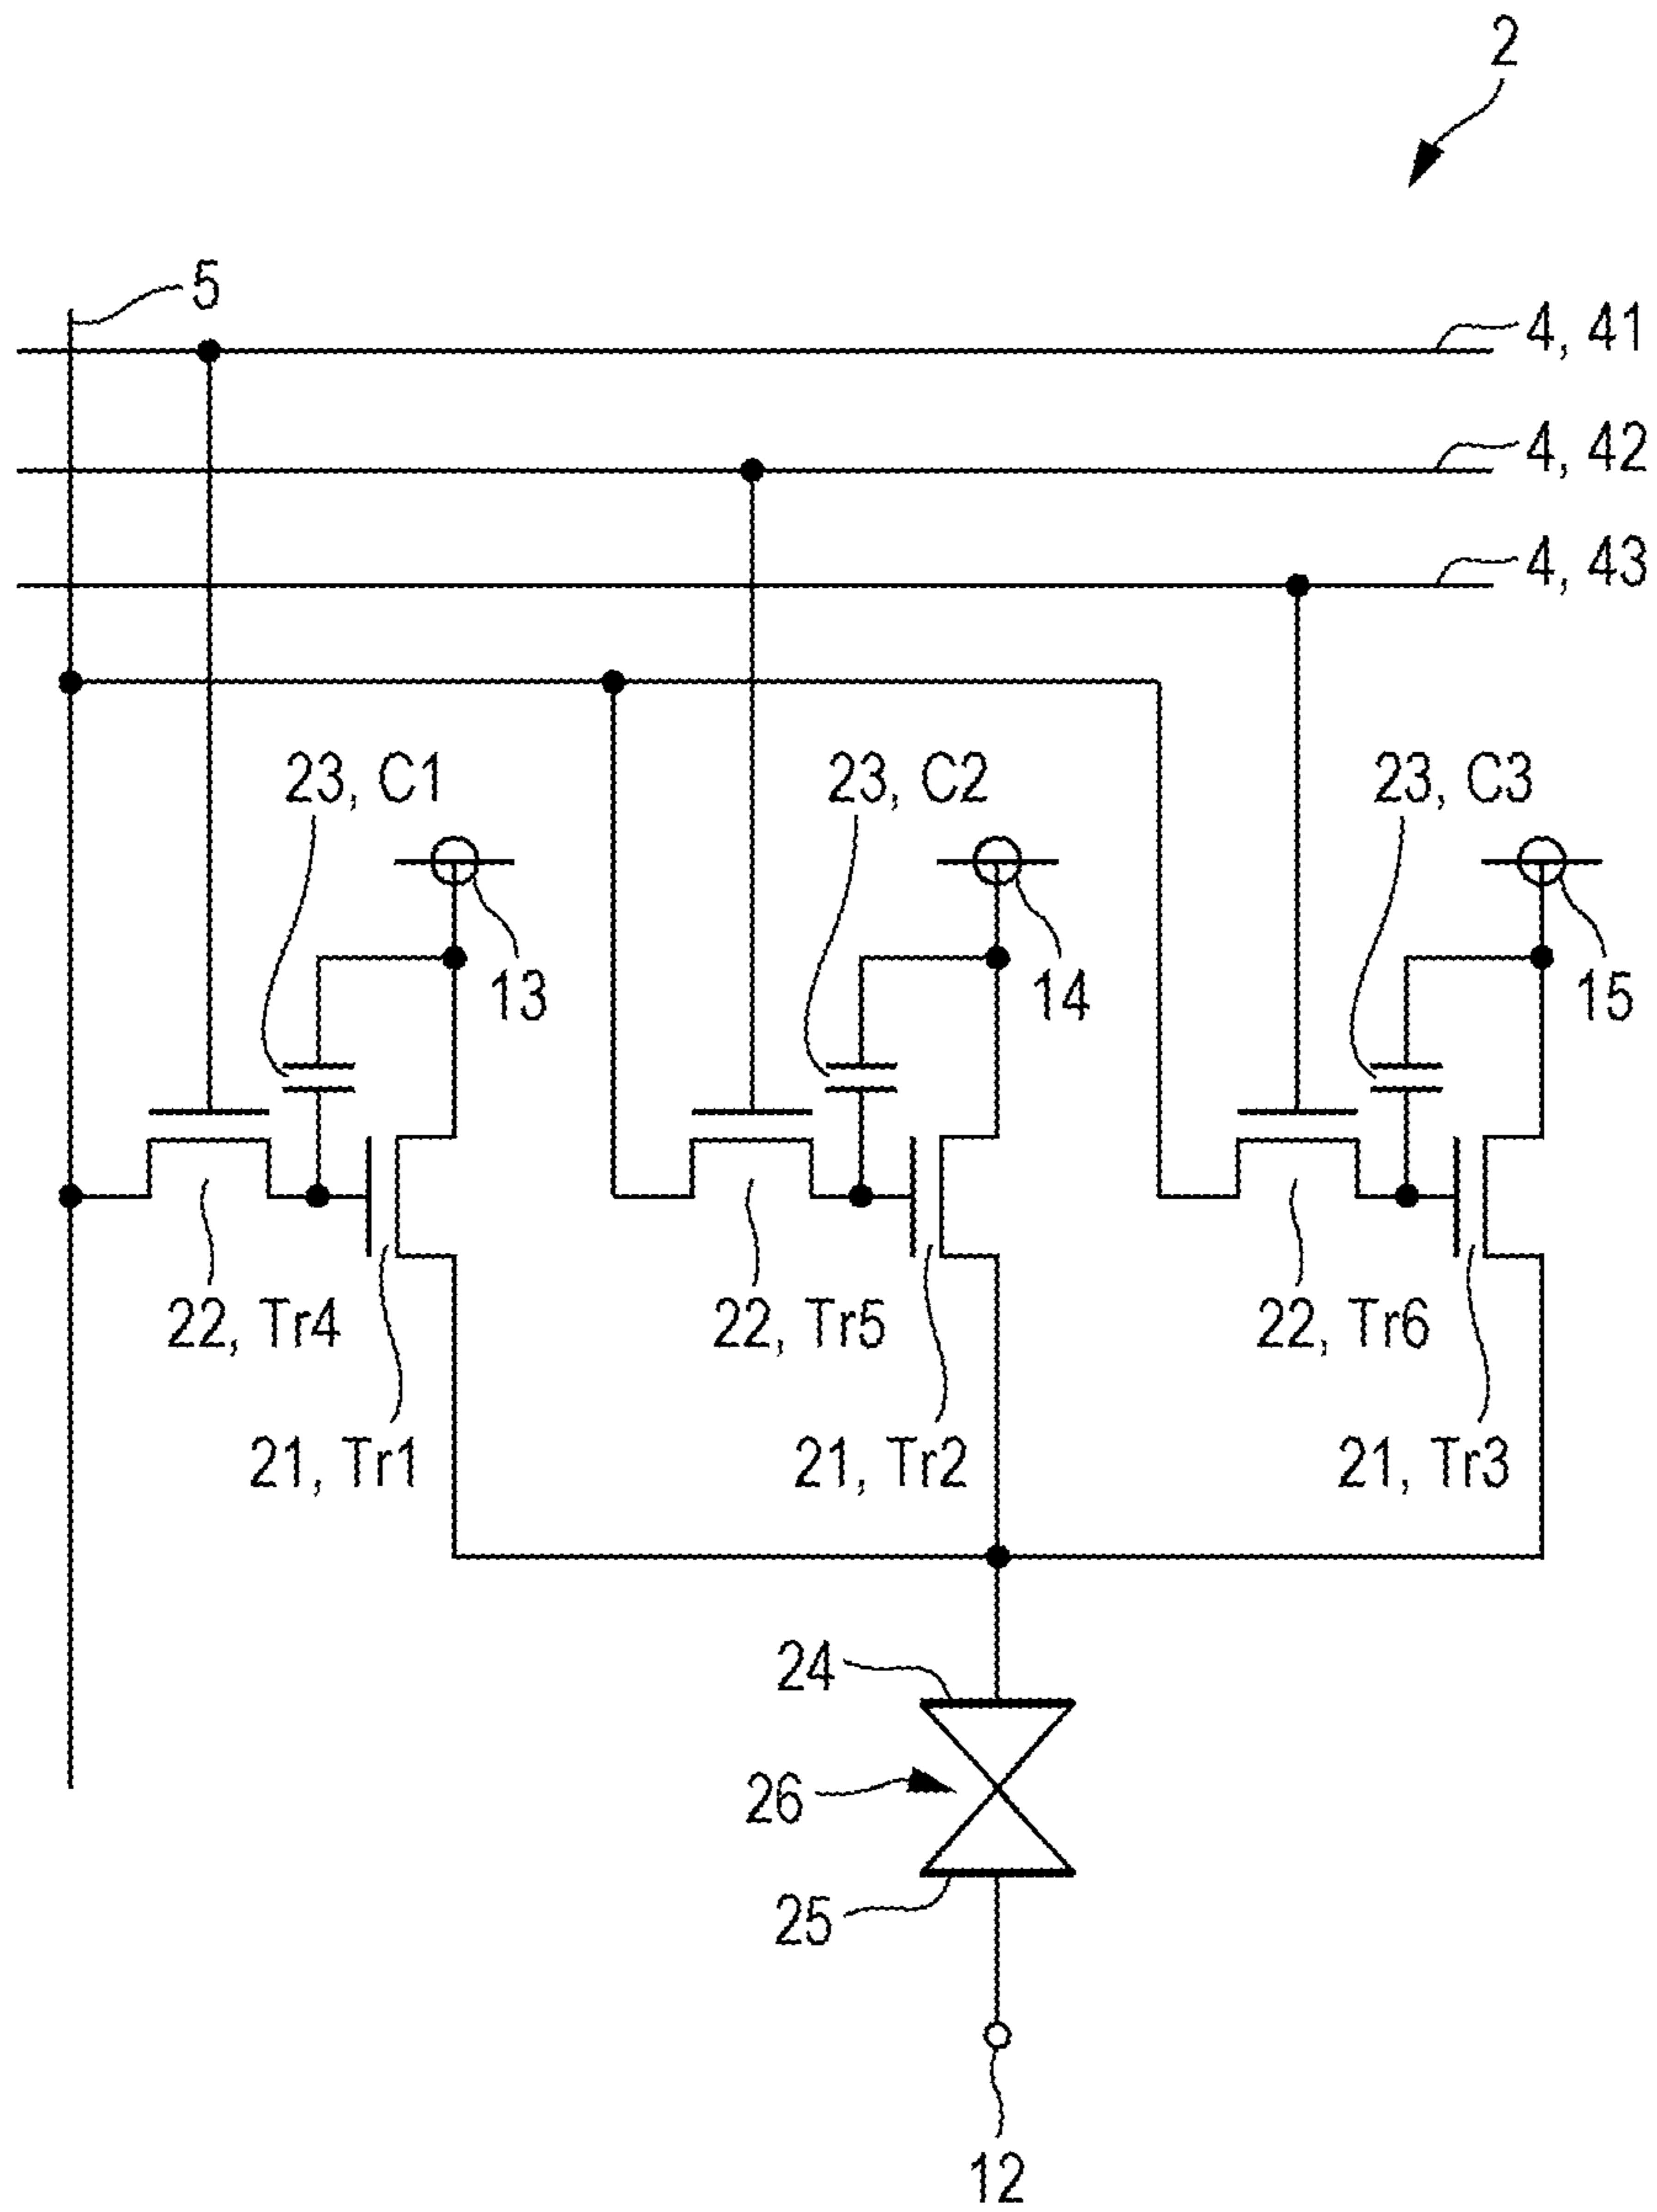 2
5
4, 41
4, 42
4, 43
23, C1
23, C2
23, C3
13
14
15
22, Tr4
22, Tr5
22, Tr6
21, Tr1
21, Tr2
21, Tr3
24
26
25
12